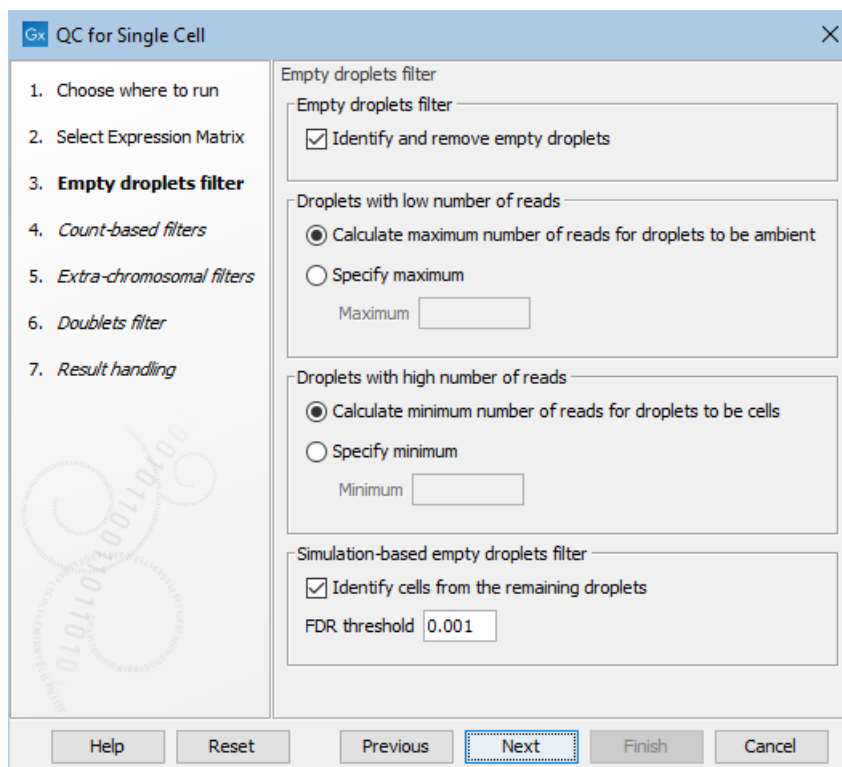 Gx QC for Single Cell
1. Choose where to run
2. Select Expression Matrix
3. Empty droplets filter
4. Count-based filters
5. Extra-chromosomal filters
6. Doublets filter
7. Result handling
Empty droplets filter
Empty droplets filter
Identify and remove empty droplets
Droplets with low number of reads
Calculate maximum number of reads for droplets to be ambient
Specify maximum
Maximum
Droplets with high number of reads
Calculate minimum number of reads for droplets to be cells
Specify minimum
Minimum
Simulation-based empty droplets filter
Identify cells from the remaining droplets
FDR threshold 0.001
Help Reset Previous Next Finish Cancel